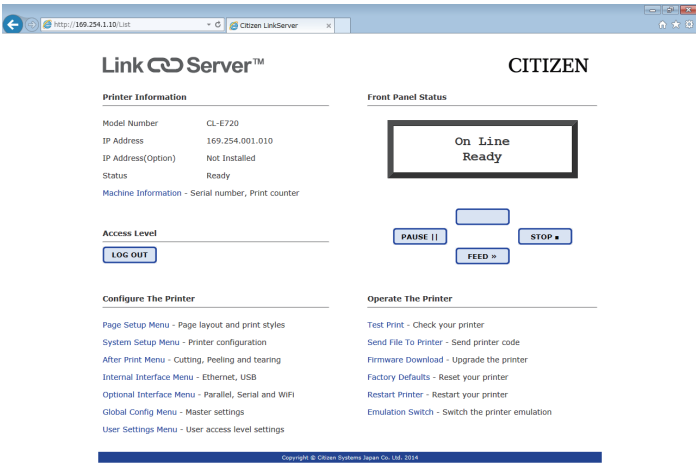 http://169.254.1.10/List
Citizen LinkServer
Link Server™
CITIZEN
Printer Information
Model Number CL-E720
IP Address 169.254.001.010
IP Address(Option) Not Installed
Status Ready
Machine Information - Serial number, Print counter
Access Level
LOG OUT
Front Panel Status
On Line
Ready
PAUSE ||
STOP ■
FEED »
Configure The Printer
Page Setup Menu - Page layout and print styles
System Setup Menu - Printer configuration
After Print Menu - Cutting, Peeling and tearing
Internal Interface Menu - Ethernet, USB
Optional Interface Menu - Parallel, Serial and WiFi
Global Config Menu - Master settings
User Settings Menu - User access level settings
Operate The Printer
Test Print - Check your printer
Send File To Printer - Send printer code
Firmware Download - Upgrade the printer
Factory Defaults - Reset your printer
Restart Printer - Restart your printer
Emulation Switch - Switch the printer emulation
Copyright © Citizen Systems Japan Co. Ltd. 2014